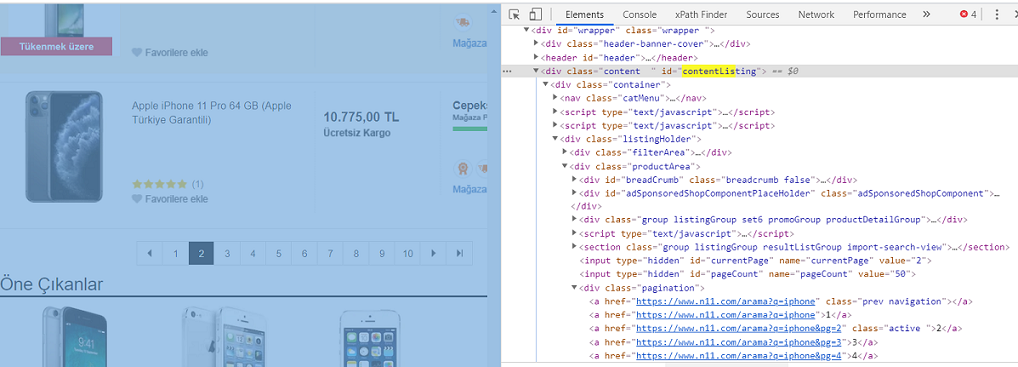 Tükenmek üzere
Favorilere ekle
Mağaza
Apple iPhone 11 Pro 64 GB (Apple
Türkiye Garantili)
10.775,00 TL
Ücretsiz Kargo
Cepeks
Mağaza P
(1)
Favorilere ekle
Mağaza
1 2 3 4 5 6 7 8 9 10
Öne Çıkanlar
Elements Console xPath Finder Sources Network Performance » 4
<div id="wrapper" class="wrapper ">
<div class="header-banner-cover">…</div>
<header id="header">…</header>
… <div class="content  " id="contentListing"> == $0
<div class="container">
<nav class="catMenu">…</nav>
<script type="text/javascript">…</script>
<script type="text/javascript">…</script>
<div class="listingHolder">
<div class="filterArea">…</div>
<div class="productArea">
<div id="breadCrumb" class="breadcrumb false">…</div>
<div id="adSponsoredShopComponentPlaceHolder" class="adSponsoredShopComponent">…
</div>
<div class="group listingGroup set6 promoGroup productDetailGroup">…</div>
<script type="text/javascript">…</script>
<section class="group listingGroup resultListGroup import-search-view">…</section>
<input type="hidden" id="currentPage" name="currentPage" value="2">
<input type="hidden" id="pageCount" name="pageCount" value="50">
<div class="pagination">
<a href="https://www.n11.com/arama?q=iphone" class="prev navigation"></a>
<a href="https://www.n11.com/arama?q=iphone">1</a>
<a href="https://www.n11.com/arama?q=iphone&pg=2" class="active ">2</a>
<a href="https://www.n11.com/arama?q=iphone&pg=3">3</a>
<a href="https://www.n11.com/arama?q=iphone&pg=4">4</a>